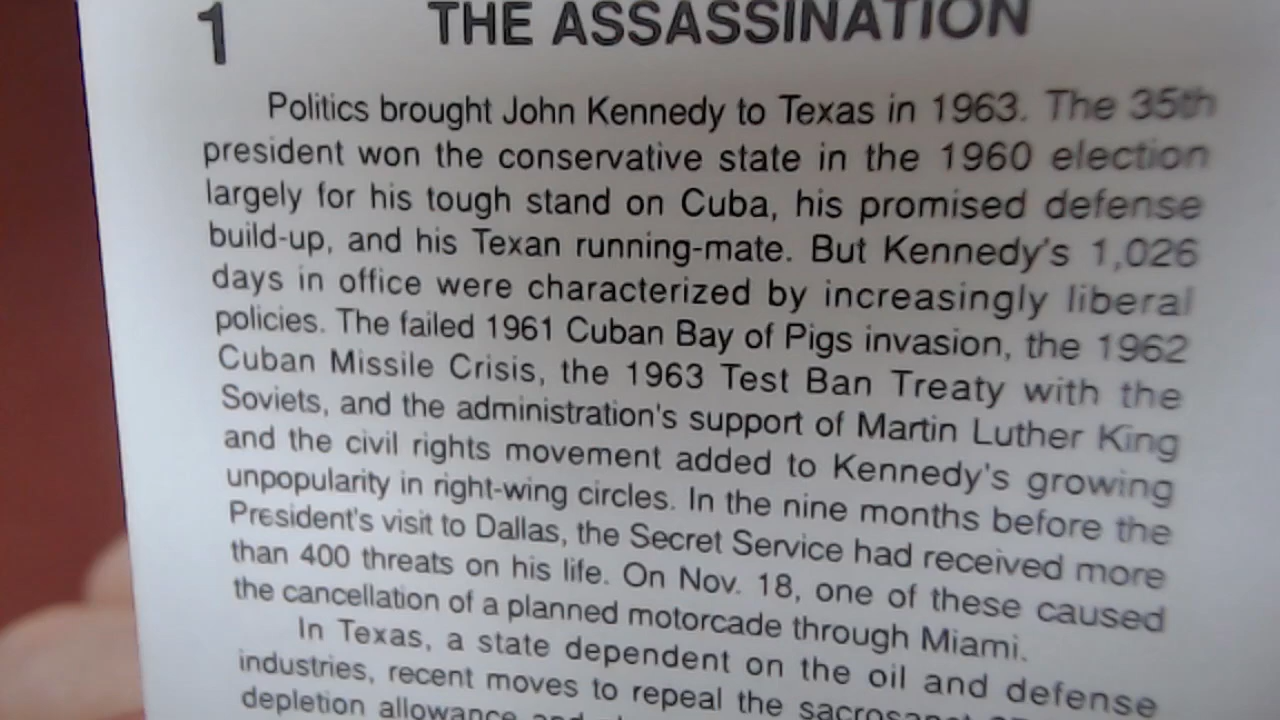 1 THE ASSASSINATION
Politics brought John Kennedy to Texas in 1963. The 35th
president won the conservative state in the 1960 election
largely for his tough stand on Cuba, his promised defense
build-up, and his Texan running-mate. But Kennedy's 1,026
days in office were characterized by increasingly liberal
policies. The failed 1961 Cuban Bay of Pigs invasion, the 1962
Cuban Missile Crisis, the 1963 Test Ban Treaty with the
Soviets, and the administration's support of Martin Luther King
and the civil rights movement added to Kennedy's growing
unpopularity in right-wing circles. In the nine months before the
President's visit to Dallas, the Secret Service had received more
than 400 threats on his life. On Nov. 18, one of these caused
the cancellation of a planned motorcade through Miami.
In Texas, a state dependent on the oil and defense
industries, recent moves to repeal the
depletion allowance